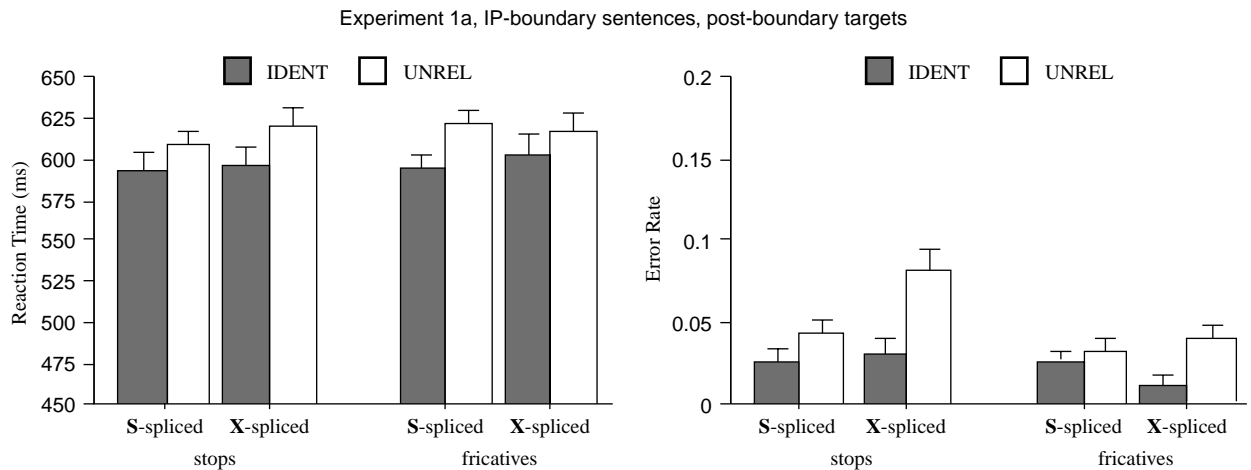 Experiment 1a, IP-boundary sentences, post-boundary targets
IDENT UNREL
Reaction Time (ms)
650
625
600
575
550
525
500
475
450
S-spliced X-spliced S-spliced X-spliced
stops fricatives
IDENT UNREL
Error Rate
0.2
0.15
0.1
0.05
0
S-spliced X-spliced S-spliced X-spliced
stops fricatives